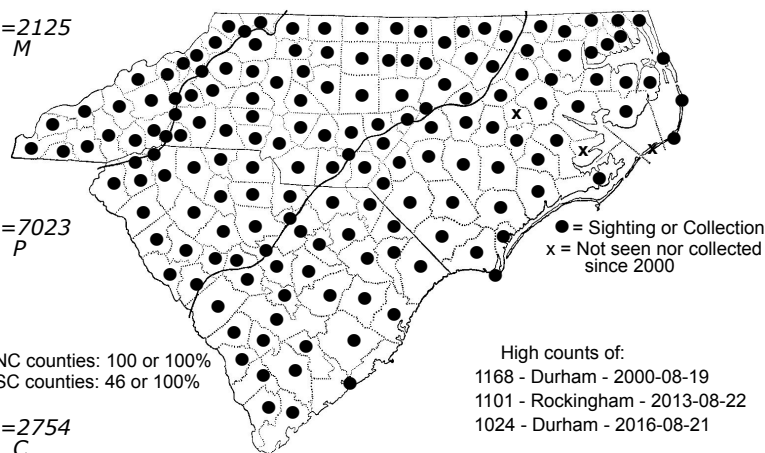 =2125
M
=7023
P
● = Sighting or Collection
x = Not seen nor collected
since 2000
NC counties: 100 or 100%
SC counties: 46 or 100%
=2754
C
High counts of:
1168 - Durham - 2000-08-19
1101 - Rockingham - 2013-08-22
1024 - Durham - 2016-08-21
x
x
x